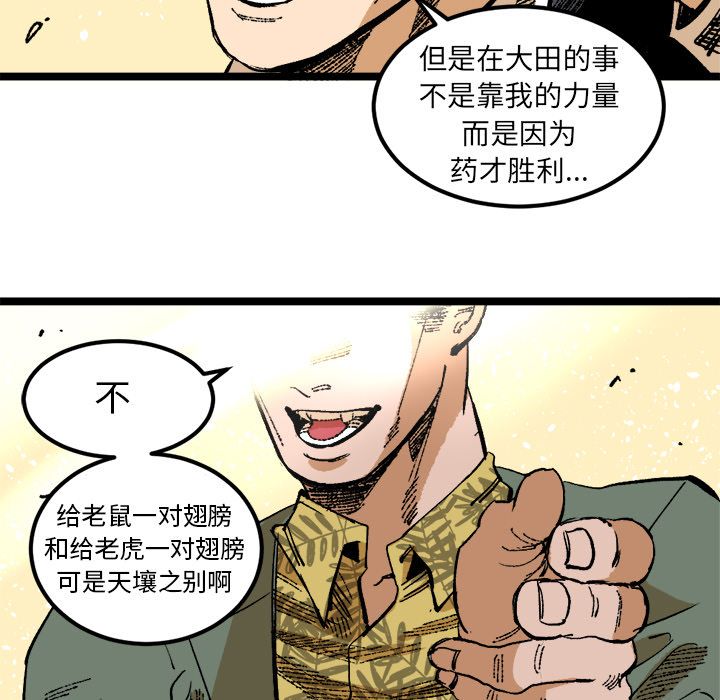 但是在大田的事
不是靠我的力量
而是因为
药才胜利...
不
给老鼠一对翅膀
和给老虎一对翅膀
可是天壤之别啊